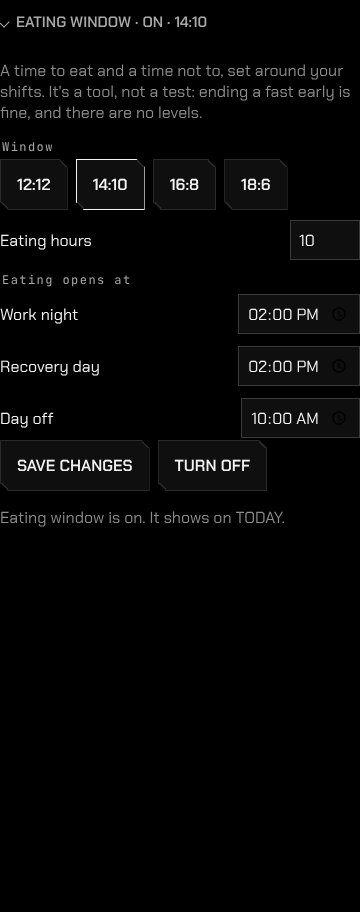 EATING WINDOW · ON · 14:10
A time to eat and a time not to, set around your
shifts. It's a tool, not a test: ending a fast early is
fine, and there are no levels.
Window
12:12 14:10 16:8 18:6
Eating hours 10
Eating opens at
Work night 02:00 PM
Recovery day 02:00 PM
Day off 10:00 AM
SAVE CHANGES TURN OFF
Eating window is on. It shows on TODAY.